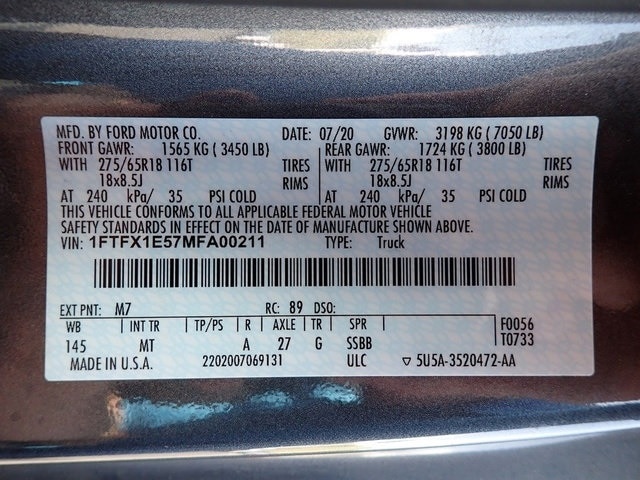 MFD. BY FORD MOTOR CO. DATE: 07/20 GVWR: 3198 KG ( 7050 LB)
FRONT GAWR: 1565 KG ( 3450 LB) REAR GAWR: 1724 KG ( 3800 LB)
WITH 275/65R18 116T TIRES WITH 275/65R18 116T TIRES
18x8.5J RIMS 18x8.5J RIMS
AT 240 kPa/ 35 PSI COLD AT 240 kPa/ 35 PSI COLD
THIS VEHICLE CONFORMS TO ALL APPLICABLE FEDERAL MOTOR VEHICLE
SAFETY STANDARDS IN EFFECT ON THE DATE OF MANUFACTURE SHOWN ABOVE.
VIN: 1FTFX1E57MFA00211 TYPE: Truck
EXT PNT: M7 RC: 89 DSO:
WB INT TR TP/PS R AXLE TR SPR F0056
145 MT A 27 G SSBB T0733
MADE IN U.S.A. 2202007069131 ULC ▽ 5U5A-3520472-AA